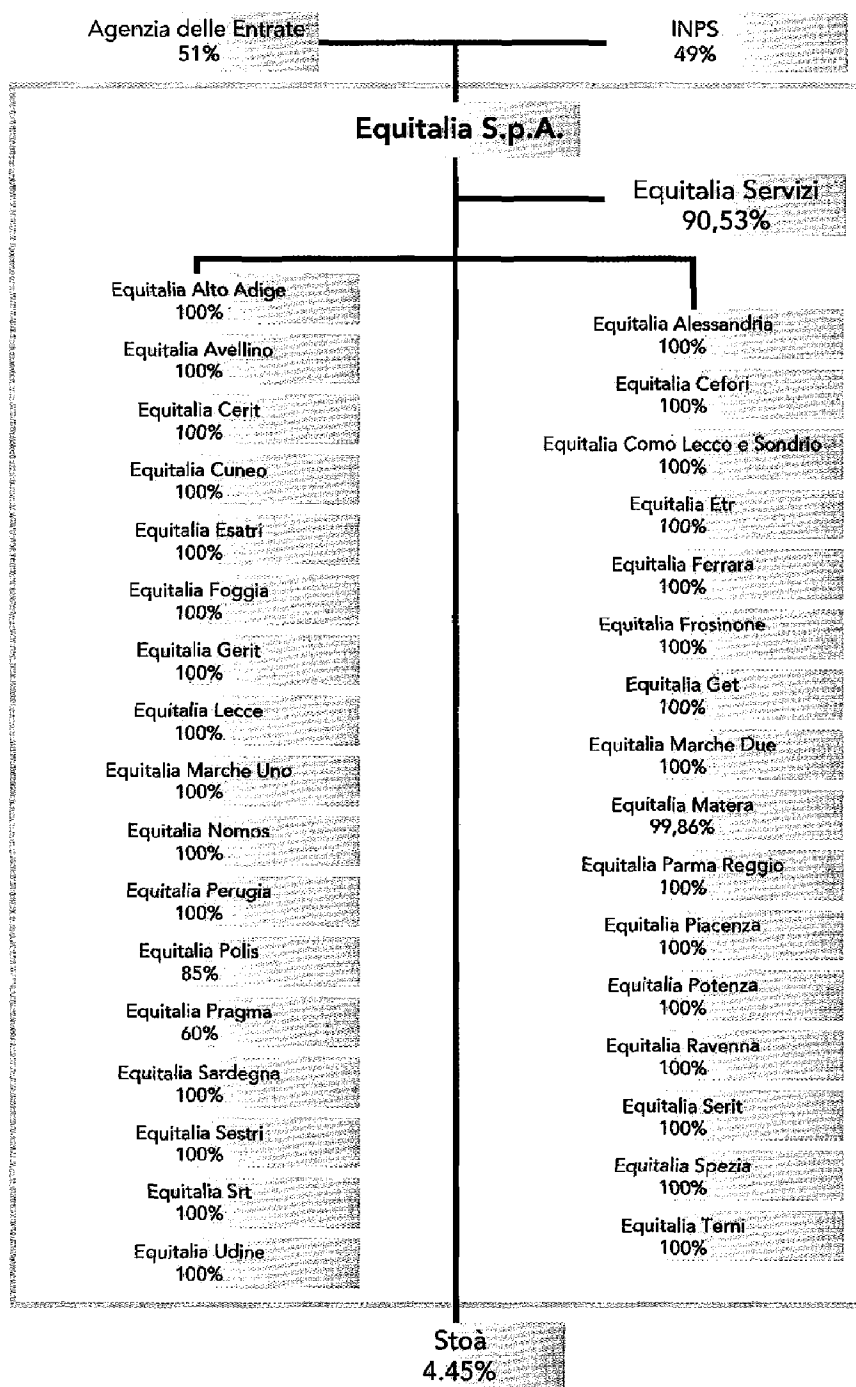 Agenzia delle Entrate
51%
INPS
49%
Equitalia S.p.A.
Equitalia Servizi
90,53%
Equitalia Alto Adige
100%
Equitalia Avellino
100%
Equitalia Cerit
100%
Equitalia Cuneo
100%
Equitalia Esatri
100%
Equitalia Foggia
100%
Equitalia Gerit
100%
Equitalia Lecce
100%
Equitalia Marche Uno
100%
Equitalia Nomos
100%
Equitalia Perugia
100%
Equitalia Polis
85%
Equitalia Pragma
60%
Equitalia Sardegna
100%
Equitalia Sestri
100%
Equitalia Srt
100%
Equitalia Udine
100%
Equitalia Alessandria
100%
Equitalia Cefori
100%
Equitalia Como Lecco e Sondrio
100%
Equitalia Etr
100%
Equitalia Ferrara
100%
Equitalia Frosinone
100%
Equitalia Get
100%
Equitalia Marche Due
100%
Equitalia Matera
99,86%
Equitalia Parma Reggio
100%
Equitalia Piacenza
100%
Equitalia Potenza
100%
Equitalia Ravenna
100%
Equitalia Serit
100%
Equitalia Spezia
100%
Equitalia Terni
100%
Stoà
4.45%